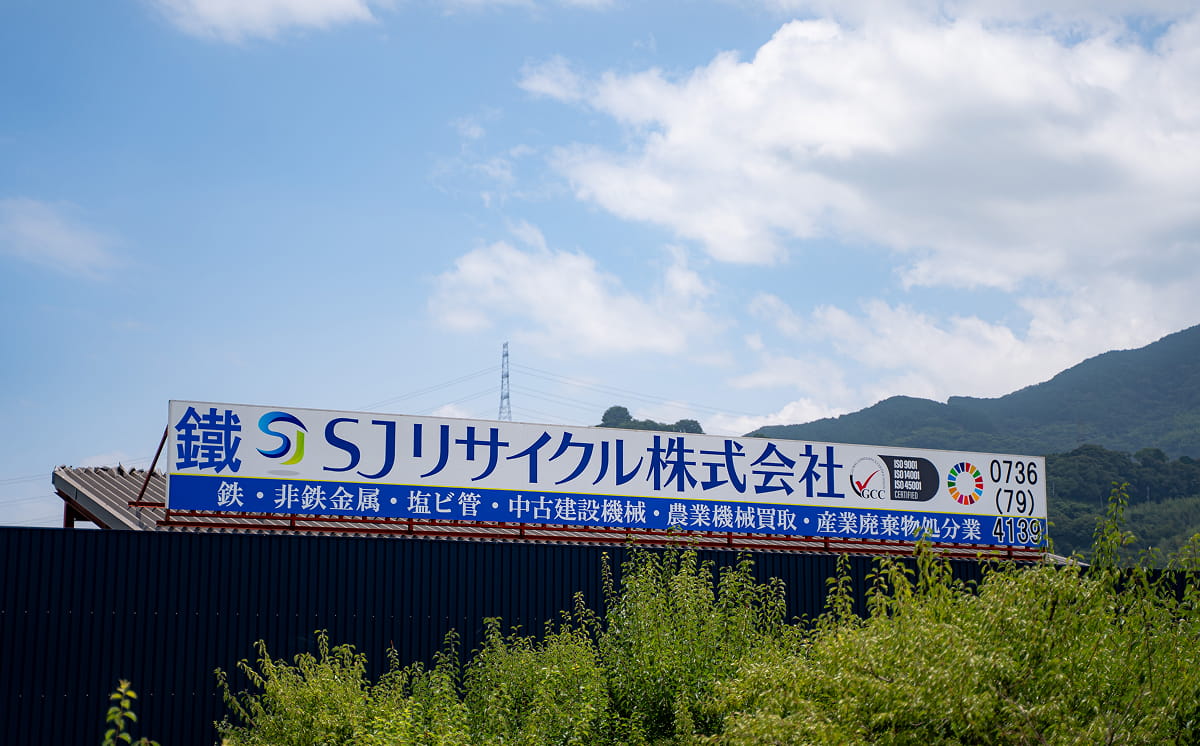 鐵 SJ SJリサイクル株式会社
GCC
ISO 9001
ISO 14001
ISO 45001
CERTIFIED
0736
(79)
4139
鉄・非鉄金属・塩ビ管・中古建設機械・農業機械買取・産業廃棄物処分業